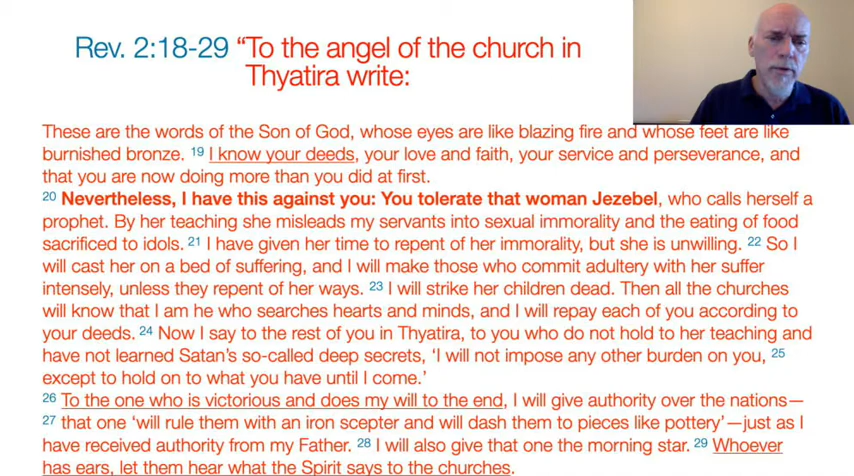 Rev. 2:18-29 “To the angel of the church in
Thyatira write:
These are the words of the Son of God, whose eyes are like blazing fire and whose feet are like
burnished bronze. 19 I know your deeds, your love and faith, your service and perseverance, and
that you are now doing more than you did at first.
20 Nevertheless, I have this against you: You tolerate that woman Jezebel, who calls herself a
prophet. By her teaching she misleads my servants into sexual immorality and the eating of food
sacrificed to idols. 21 I have given her time to repent of her immorality, but she is unwilling. 22 So I
will cast her on a bed of suffering, and I will make those who commit adultery with her suffer
intensely, unless they repent of her ways. 23 I will strike her children dead. Then all the churches
will know that I am he who searches hearts and minds, and I will repay each of you according to
your deeds. 24 Now I say to the rest of you in Thyatira, to you who do not hold to her teaching and
have not learned Satan’s so-called deep secrets, ‘I will not impose any other burden on you, 25
except to hold on to what you have until I come.’
26 To the one who is victorious and does my will to the end, I will give authority over the nations—
27 that one ‘will rule them with an iron scepter and will dash them to pieces like pottery’—just as I
have received authority from my Father. 28 I will also give that one the morning star. 29 Whoever
has ears, let them hear what the Spirit says to the churches.